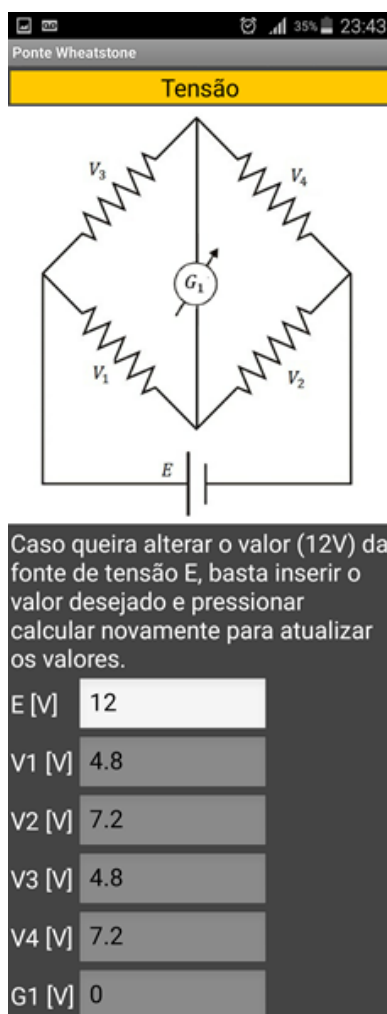 35% 23:43
Ponte Wheatstone
Tensão
V₃
V₄
G₁
V₁
V₂
E
Caso queira alterar o valor (12V) da
fonte de tensão E, basta inserir o
valor desejado e pressionar
calcular novamente para atualizar
os valores.
E [V] 12
V1 [V] 4.8
V2 [V] 7.2
V3 [V] 4.8
V4 [V] 7.2
G1 [V] 0